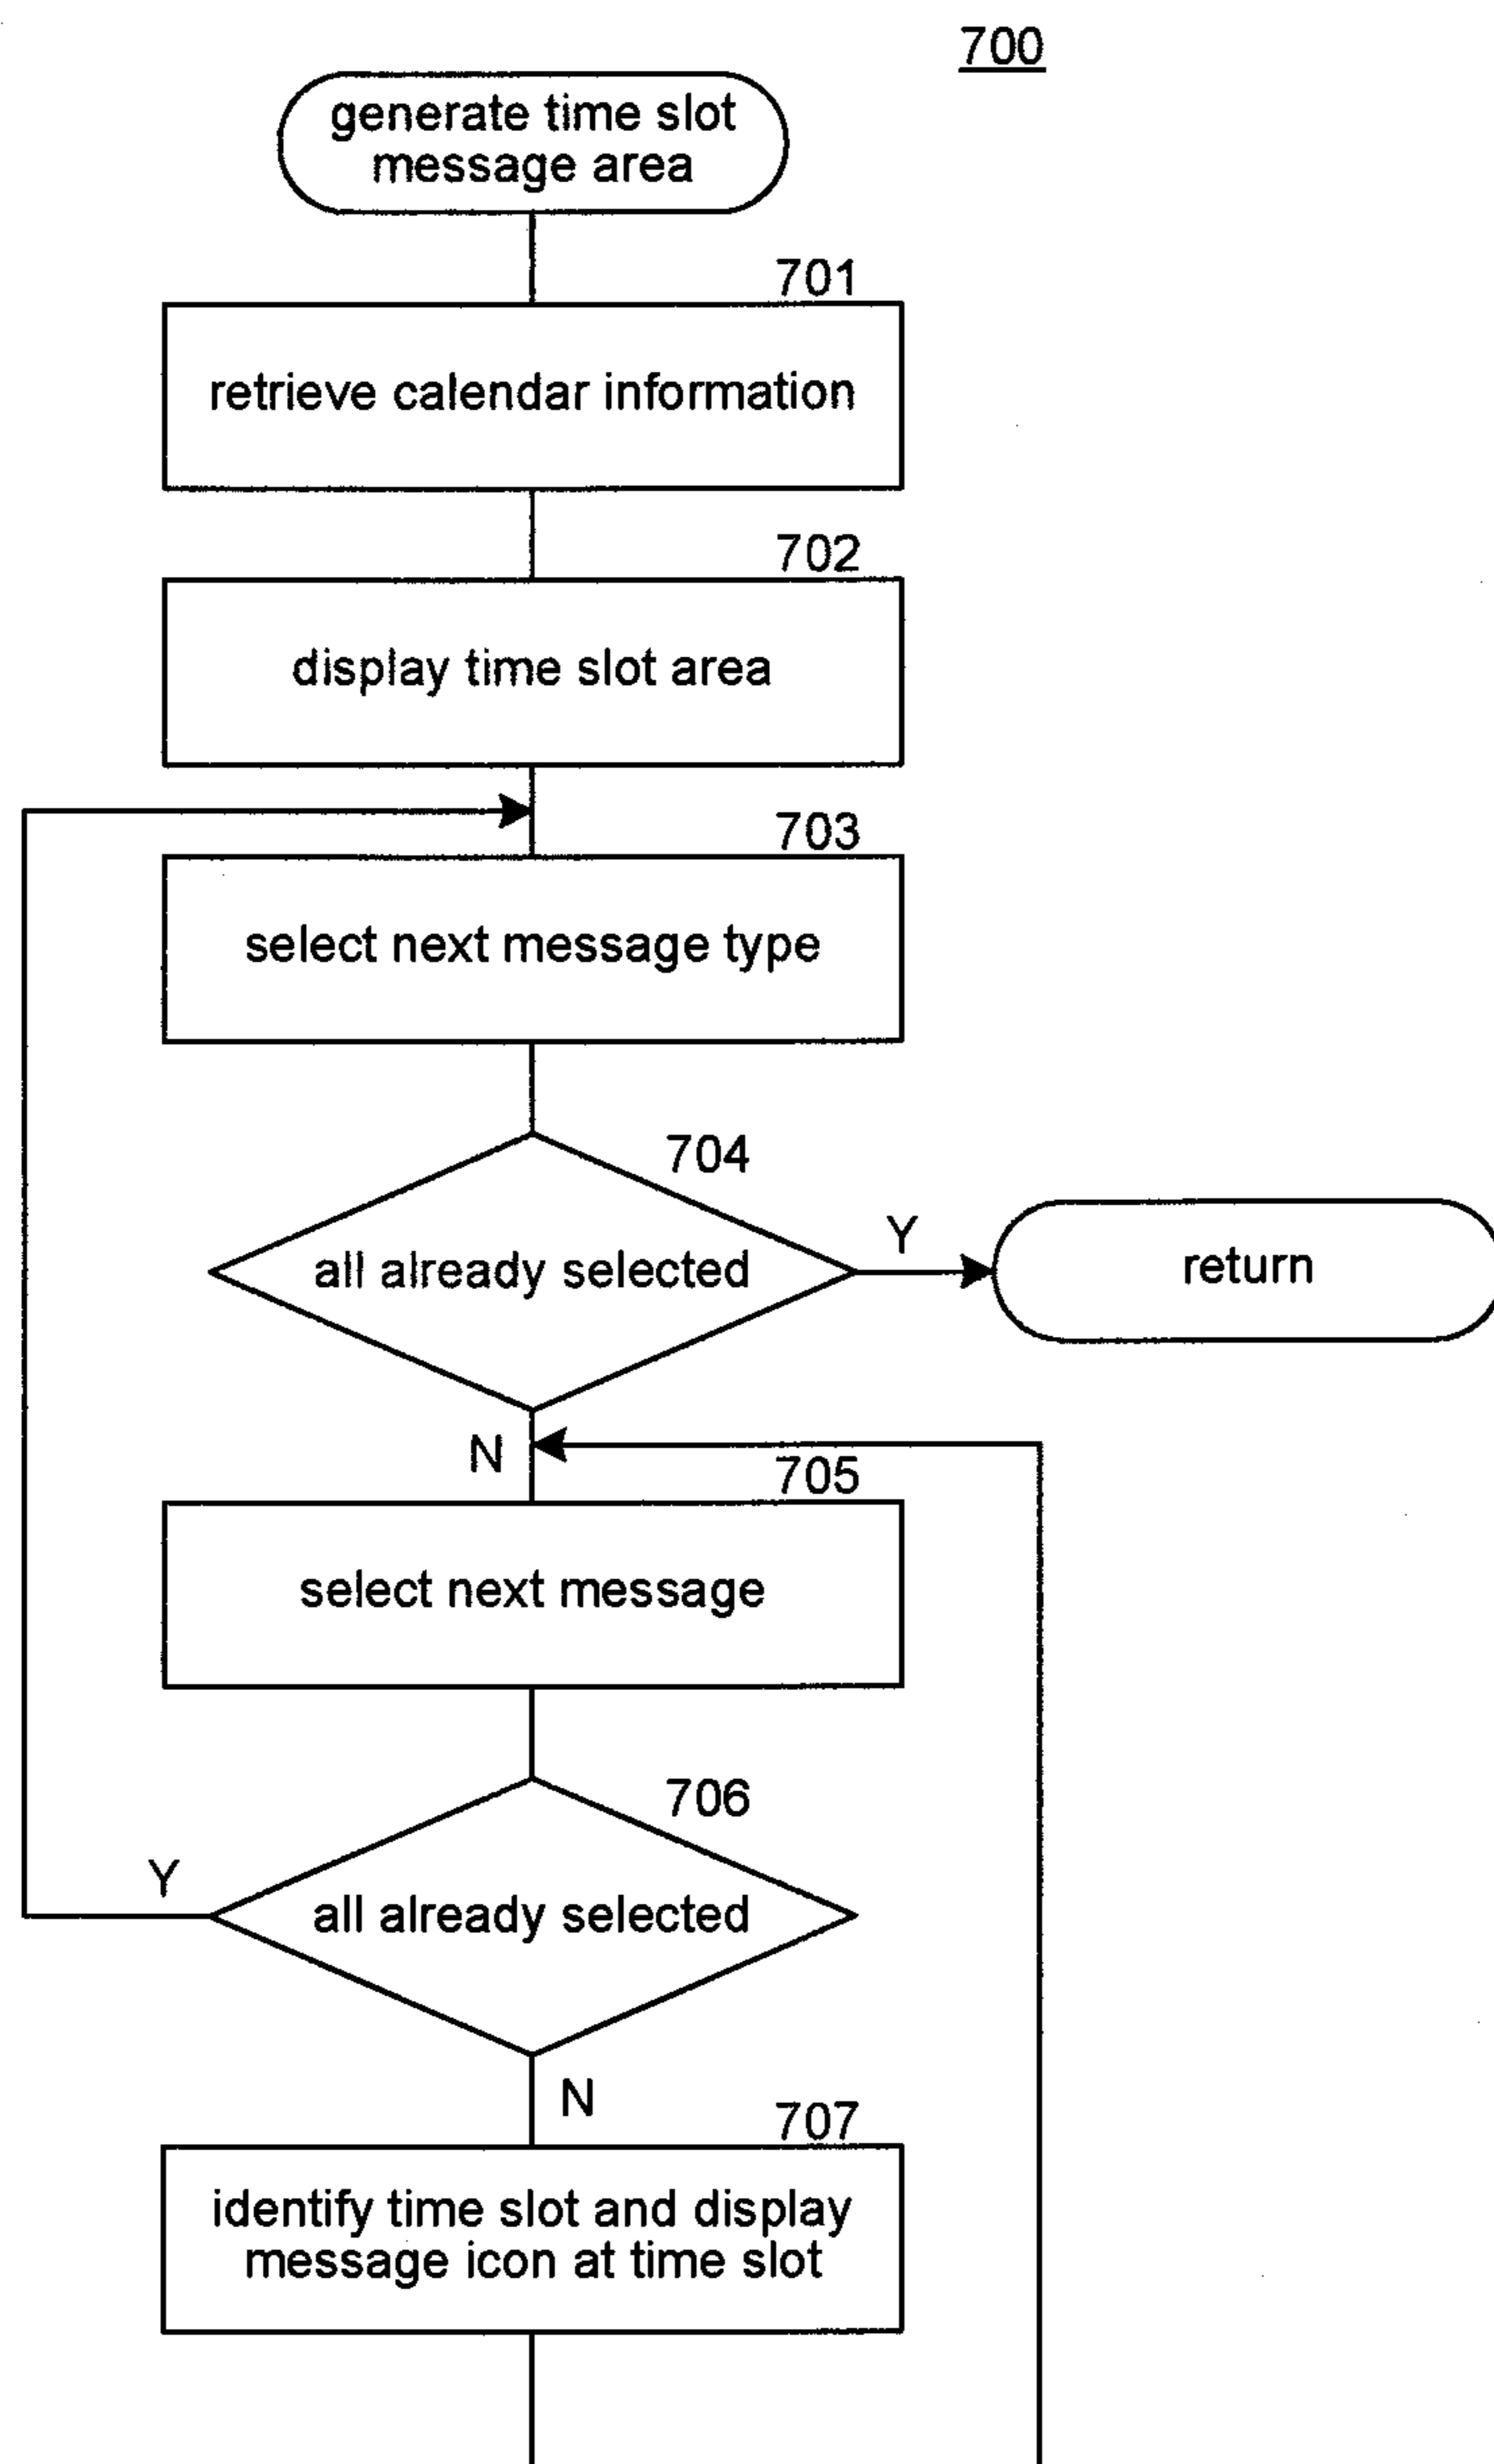 700
generate time slot
message area
701
retrieve calendar information
702
display time slot area
703
select next message type
704
all already selected
Y
return
N
705
select next message
706
all already selected
Y
N
707
identify time slot and display
message icon at time slot